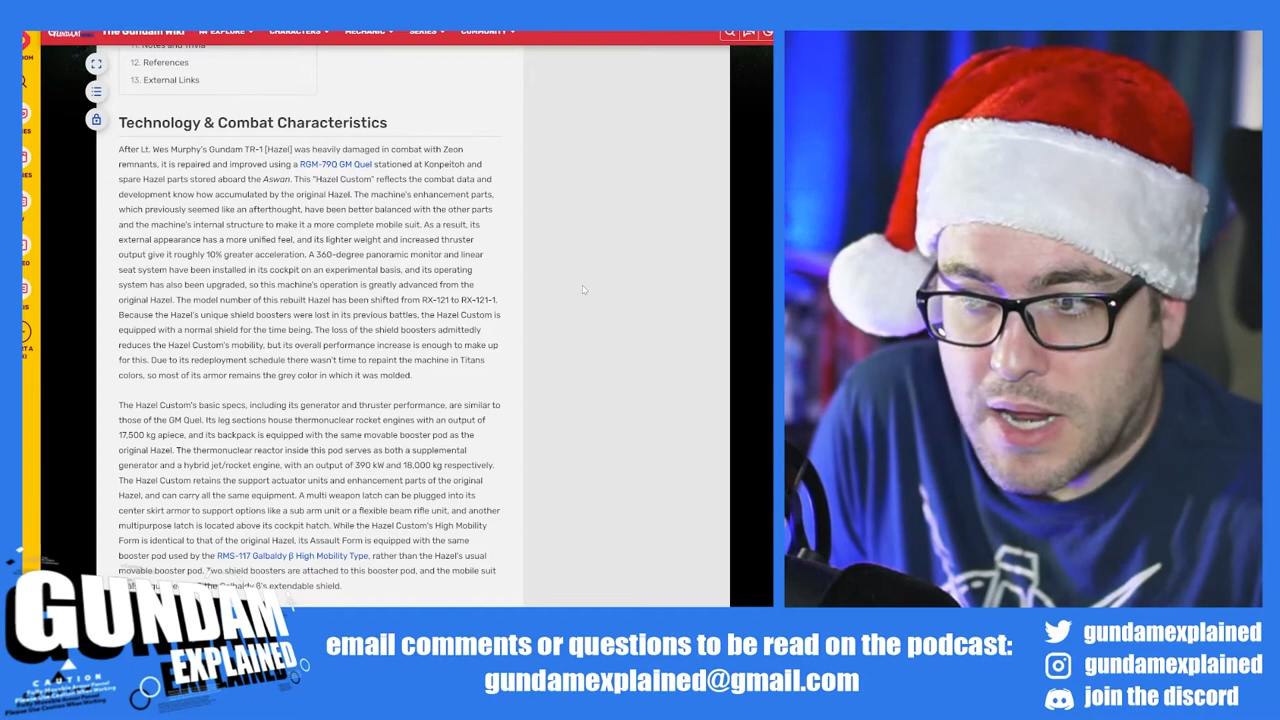 The Gundam Wiki
EXPLORE
CHARACTERS
MECHANIC
SERIES
COMMUNITY
11. Notes and Trivia
12. References
13. External Links
Technology & Combat Characteristics
After Lt. Wes Murphy's Gundam TR-1 [Hazel] was heavily damaged in combat with Zeon
remnants, it is repaired and improved using a RGM-79Q GM Quel stationed at Konpeitoh and
spare Hazel parts stored aboard the Aswan. This "Hazel Custom" reflects the combat data and
development know how accumulated by the original Hazel. The machine's enhancement parts,
which previously seemed like an afterthought, have been better balanced with the other parts
and the machine's internal structure to make it a more complete mobile suit. As a result, its
external appearance has a more unified feel, and its lighter weight and increased thruster
output give it roughly 10% greater acceleration. A 360-degree panoramic monitor and linear
seat system have been installed in its cockpit on an experimental basis, and its operating
system has also been upgraded, so this machine's operation is greatly advanced from the
original Hazel. The model number of this rebuilt Hazel has been shifted from RX-121 to RX-121-1.
Because the Hazel's unique shield boosters were lost in its previous battles, the Hazel Custom is
equipped with a normal shield for the time being. The loss of the shield boosters admittedly
reduces the Hazel Custom's mobility, but its overall performance increase is enough to make up
for this. Due to its redeployment schedule there wasn't time to repaint the machine in Titans
colors, so most of its armor remains the grey color in which it was molded.
The Hazel Custom's basic specs, including its generator and thruster performance, are similar to
those of the GM Quel. Its leg sections house thermonuclear rocket engines with an output of
17,500 kg apiece, and its backpack is equipped with the same movable booster pod as the
original Hazel. The thermonuclear reactor inside this pod serves as both a supplemental
generator and a hybrid jet/rocket engine, with an output of 390 kW and 18,000 kg respectively.
The Hazel Custom retains the support actuator units and enhancement parts of the original
Hazel, and can carry all the same equipment. A multi weapon latch can be plugged into its
center skirt armor to support options like a sub arm unit or a flexible beam rifle unit, and another
multipurpose latch is located above its cockpit hatch. While the Hazel Custom's High Mobility
Form is identical to that of the original Hazel, its Assault Form is equipped with the same
booster pod used by the RMS-117 Galbaldy β High Mobility Type, rather than the Hazel's usual
movable booster pod. Two shield boosters are attached to this booster pod, and the mobile suit
the Galbaldy β's extendable shield.
GUNDAM
EXPLAINED
CAUTION
email comments or questions to be read on the podcast:
gundamexplained@gmail.com
gundamexplained
gundamexplained
join the discord